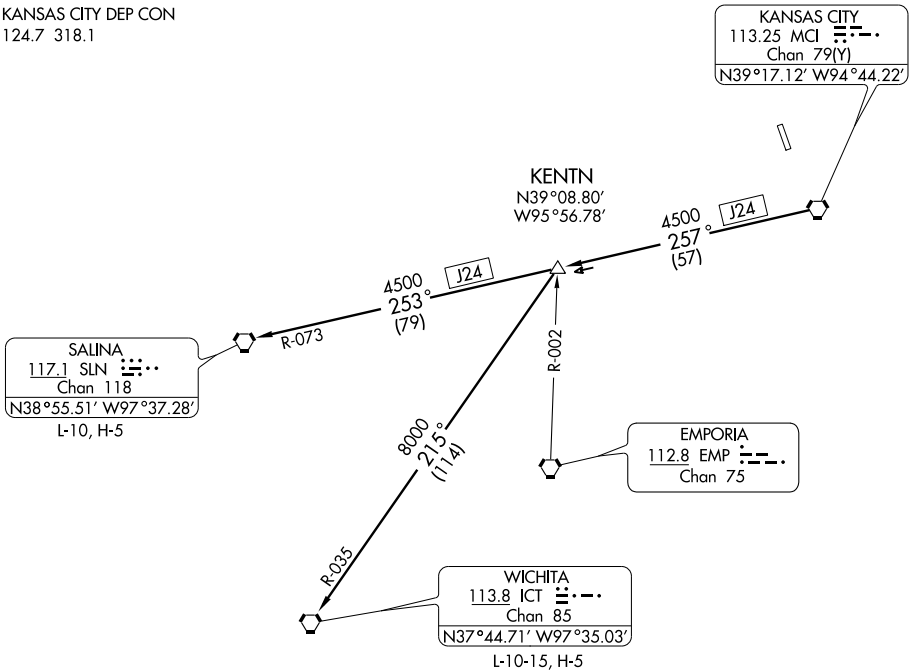 KANSAS CITY DEP CON
124.7 318.1
KANSAS CITY
113.25 MCI
Chan 79(Y)
N39°17.12' W94°44.22'
KENTN
N39°08.80'
W95°56.78'
4500
J24
257°
(57)
4500
J24
253°
(79)
R-073
SALINA
117.1 SLN
Chan 118
N38°55.51' W97°37.28'
L-10, H-5
R-002
8000
215°
(114)
R-035
EMPORIA
112.8 EMP
Chan 75
WICHITA
113.8 ICT
Chan 85
N37°44.71' W97°35.03'
L-10-15, H-5